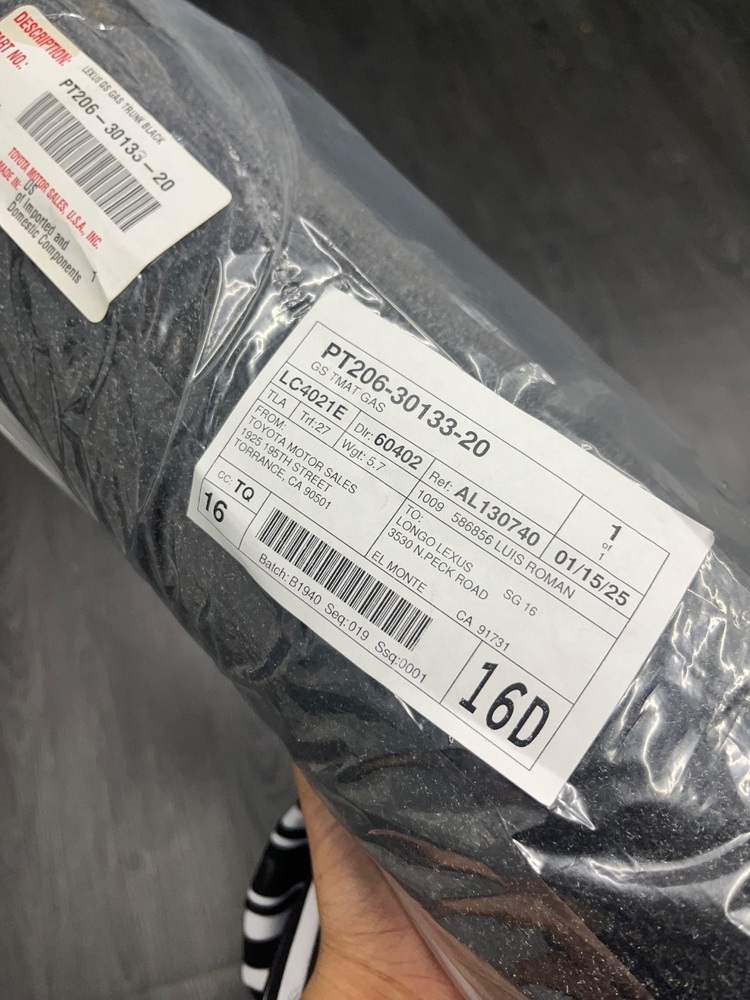 DESCRIPTION:
LEXUS GS GAS TRUNK BLACK
ART NO.:
PT206-30133-20
TOYOTA MOTOR SALES, U.S.A., INC.
MADE IN: US
of Imported and
Domestic Components
1
PT206-30133-20
GS TMAT GAS
1
of
1
LC4021E
Dlr: 60402
Ref: AL130740
01/15/25
TLA
Trf:27
Wgt: 5.7
1009 586856 LUIS ROMAN
FROM:
TOYOTA MOTOR SALES
1925 195TH STREET
TORRANCE, CA 90501
TO:
LONGO LEXUS
SG 16
3530 N.PECK ROAD
EL MONTE CA 91731
CC: TQ
16
Batch:B1940 Seq:019 Ssq:0001
16D